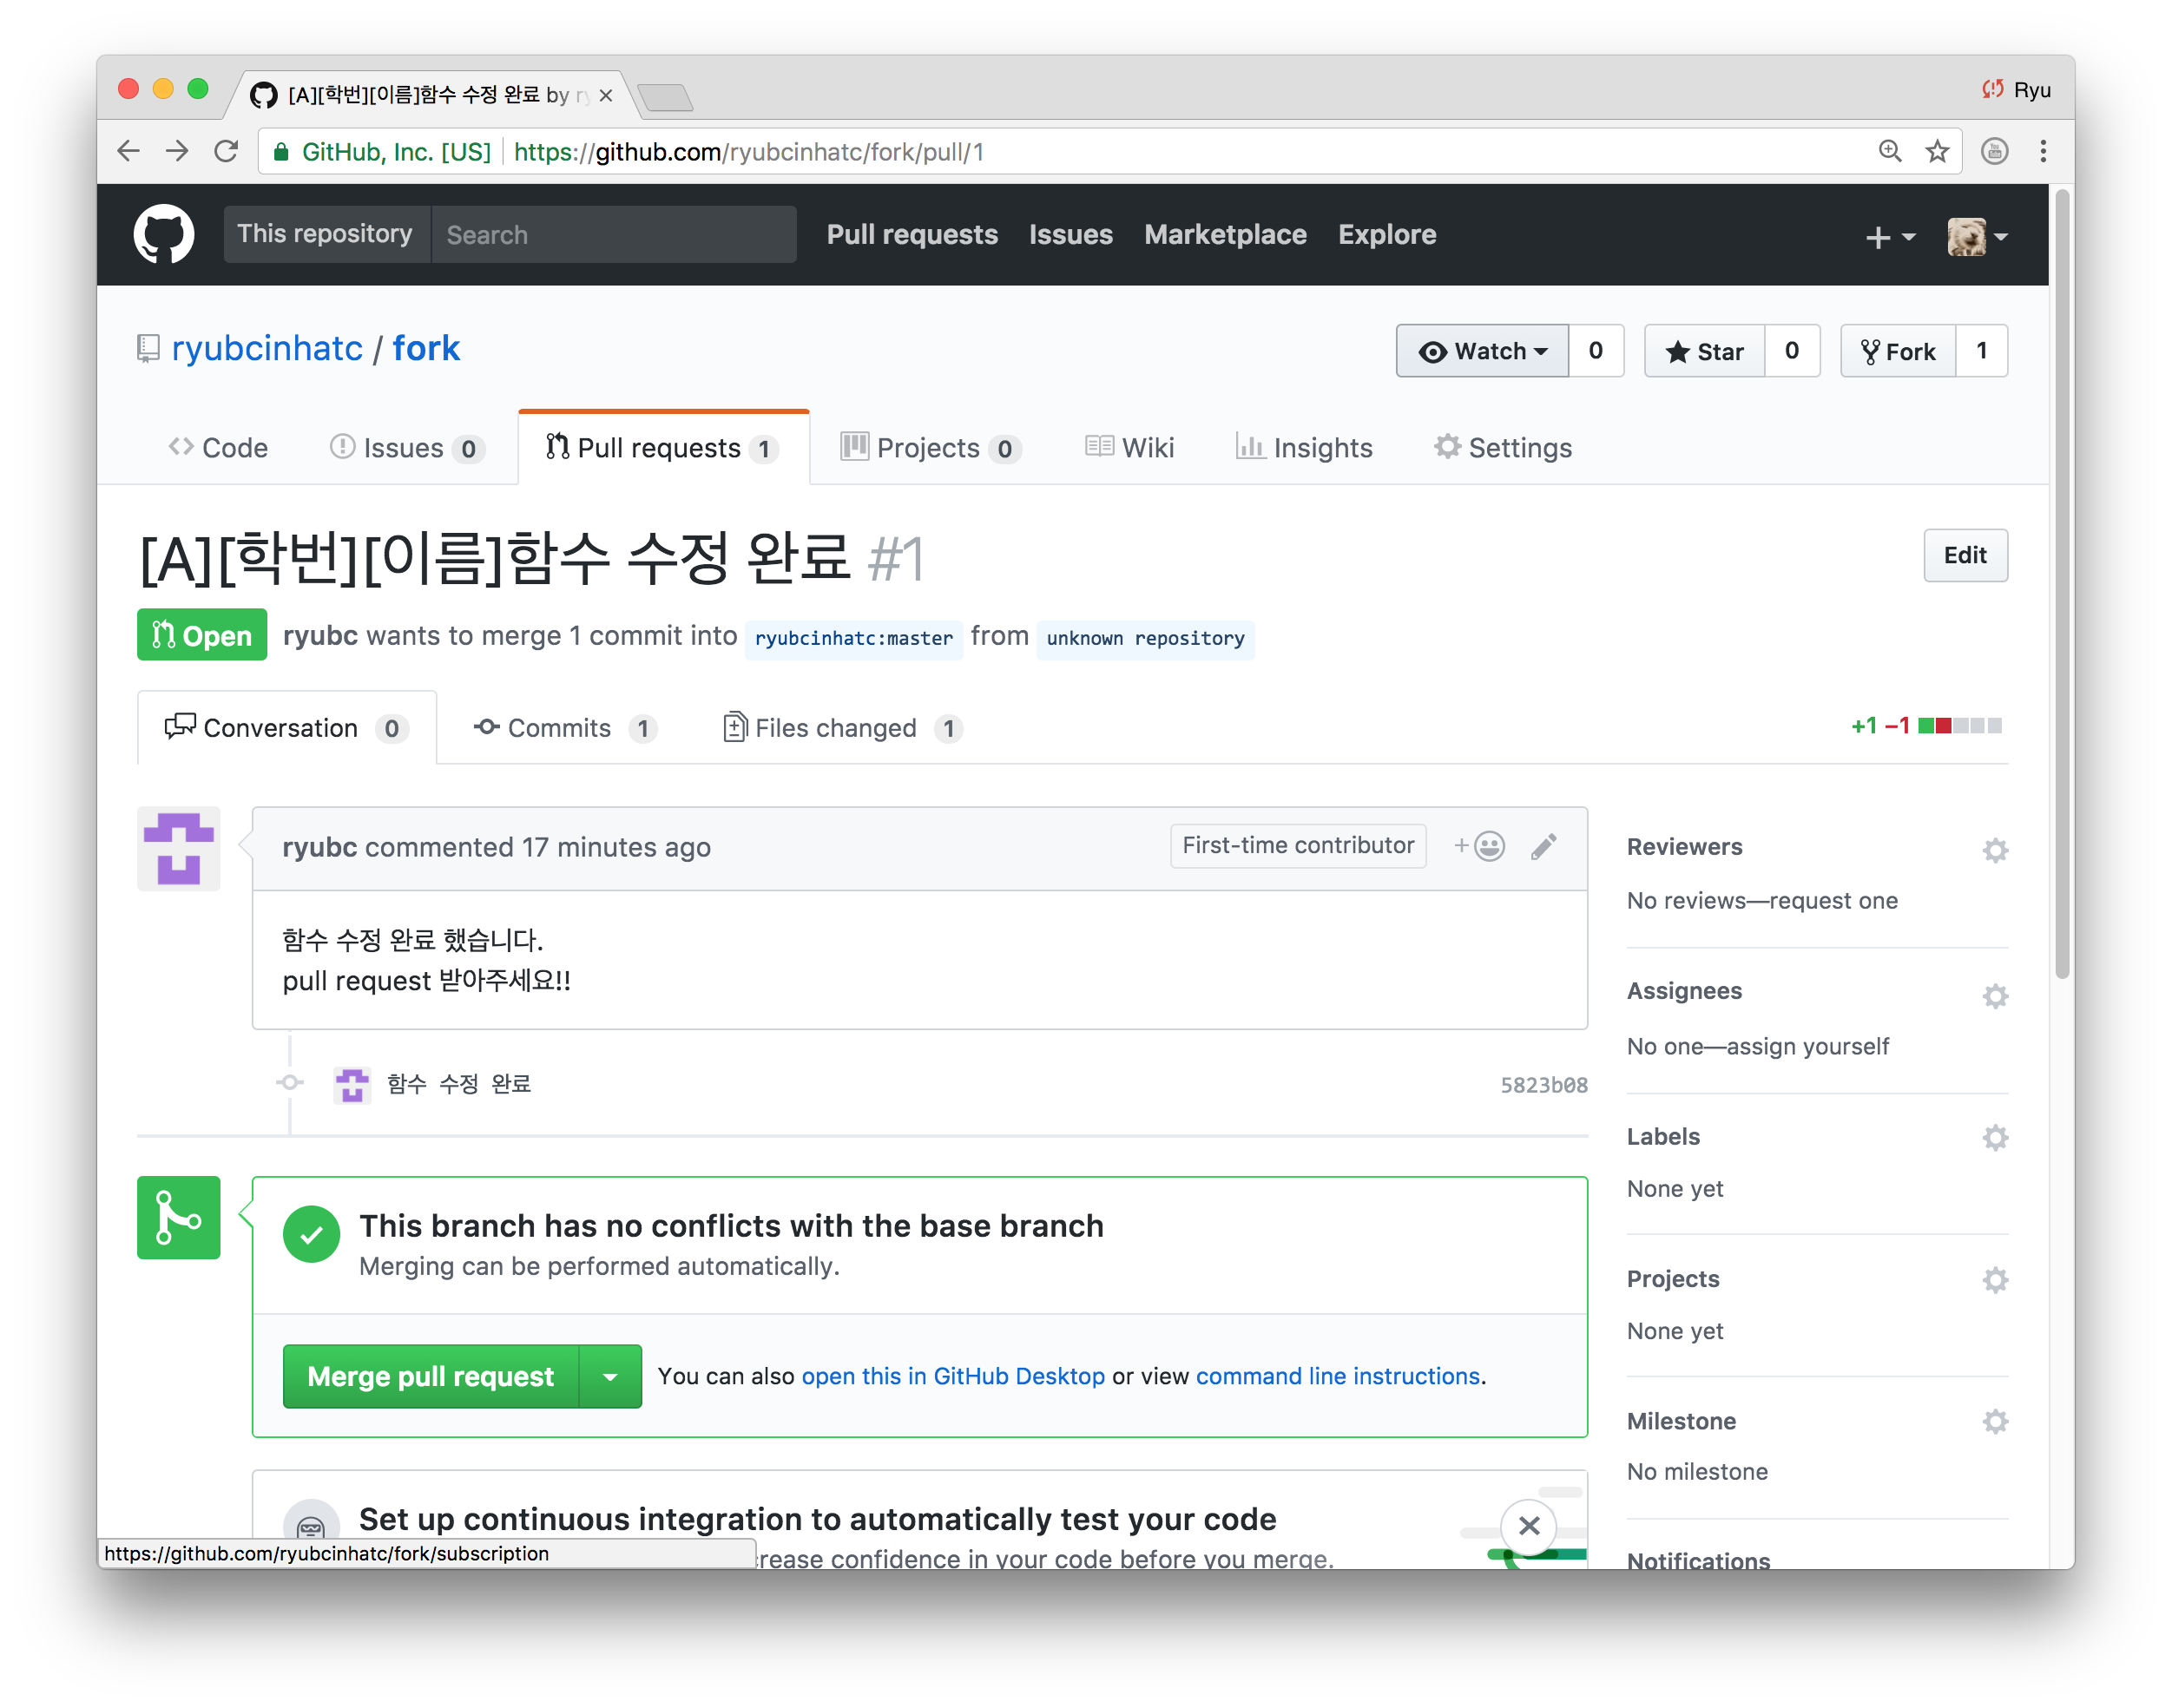 [A][학번][이름]함수 수정 완료 by
Ryu
GitHub, Inc. [US] https://github.com/ryubcinhatc/fork/pull/1
This repository Search Pull requests Issues Marketplace Explore
ryubcinhatc / fork Watch 0 Star 0 Fork 1
Code Issues 0 Pull requests 1 Projects 0 Wiki Insights Settings
[A][학번][이름]함수 수정 완료 #1 Edit
Open ryubc wants to merge 1 commit into ryubcinhatc:master from unknown repository
Conversation 0 Commits 1 Files changed 1 +1 −1
ryubc commented 17 minutes ago First-time contributor
함수 수정 완료 했습니다.
pull request 받아주세요!!
함수 수정 완료 5823b08
This branch has no conflicts with the base branch
Merging can be performed automatically.
Merge pull request You can also open this in GitHub Desktop or view command line instructions.
Set up continuous integration to automatically test your code
crease confidence in your code before you merge.
Reviewers
No reviews—request one
Assignees
No one—assign yourself
Labels
None yet
Projects
None yet
Milestone
No milestone
Notifications
https://github.com/ryubcinhatc/fork/subscription